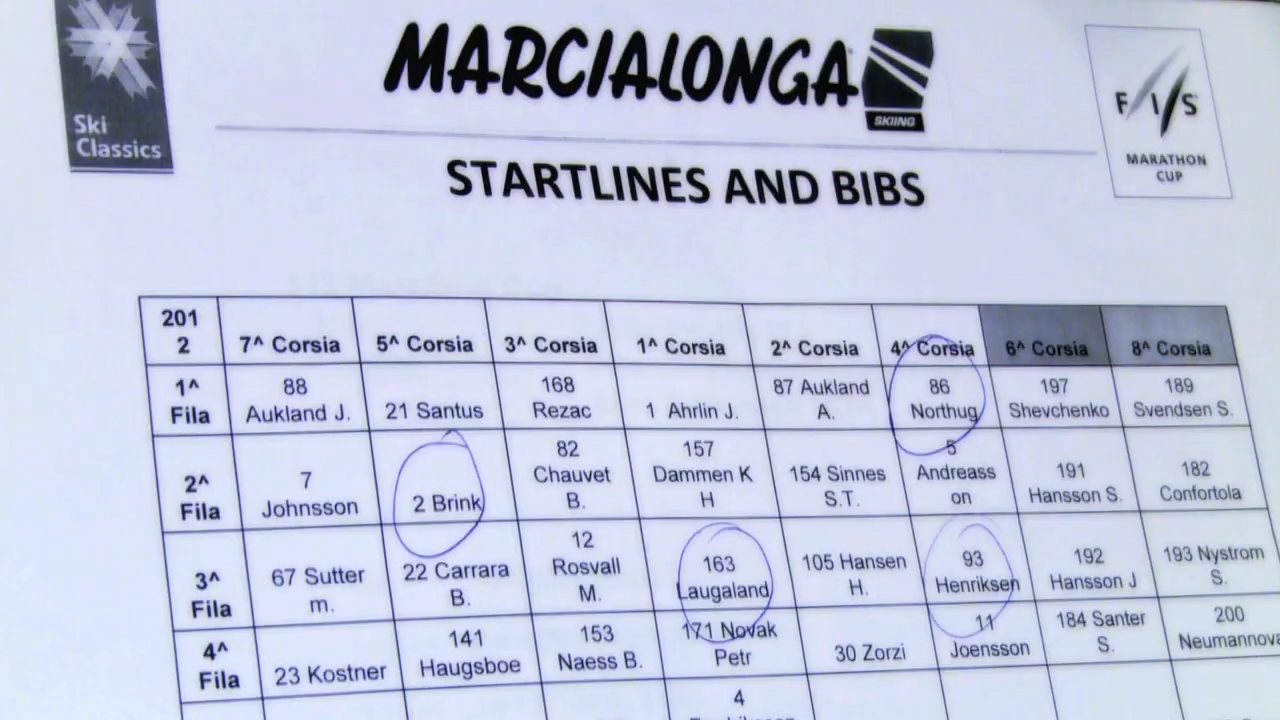 Ski
Classics
MARCIALONGA
SKIING
FIS
MARATHON
CUP
STARTLINES AND BIBS
201
2
7^ Corsia
5^ Corsia
3^ Corsia
1^ Corsia
2^ Corsia
4^ Corsia
6^ Corsia
8^ Corsia
1^
Fila
88
Aukland J.
21 Santus
168
Rezac
1 Ahrlin J.
87 Aukland
A.
86
Northug
197
Shevchenko
189
Svendsen S.
2^
Fila
7
Johnsson
2 Brink
82
Chauvet
B.
157
Dammen K
H
154 Sinnes
S.T.
5
Andreass
on
191
Hansson S.
182
Confortola
3^
Fila
67 Sutter
m.
22 Carrara
B.
12
Rosvall
M.
163
Laugaland
105 Hansen
H.
93
Henriksen
192
Hansson J
193 Nystrom
S.
4^
Fila
23 Kostner
141
Haugsboe
153
Naess B.
171 Novak
Petr
30 Zorzi
11
Joensson
184 Santer
S.
200
Neumannova
4